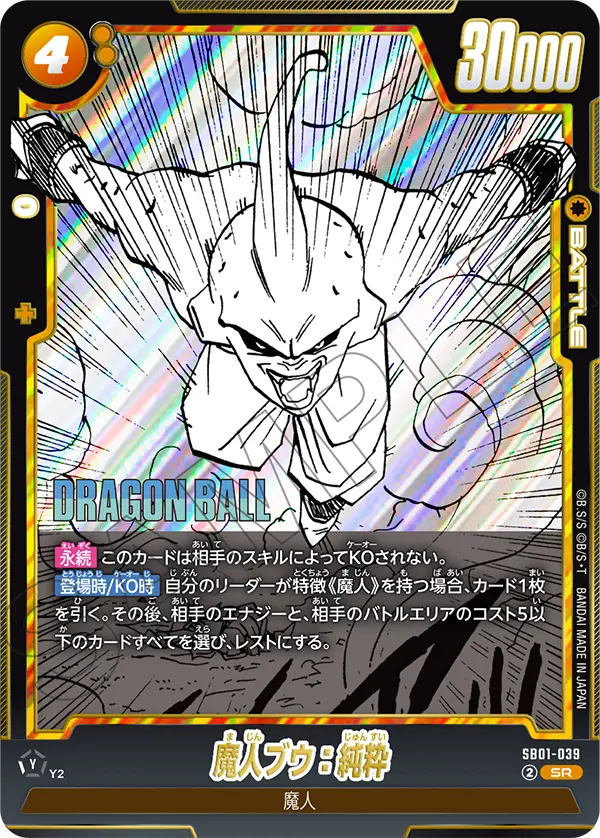 4
30000
0
BATTLE
SAMPLE
DRAGON BALL
永続 このカードは相手のスキルによってKOされない。
登場時/KO時 自分のリーダーが特徴《魔人》を持つ場合、カード1枚
を引く。その後、相手のエナジーと、相手のバトルエリアのコスト5以
下のカードすべてを選び、レストにする。
©B.S/S ©B/S・T BANDAI MADE IN JAPAN
魔人ブウ:純粋
SB01-039
Y Y2
2 SR
魔人